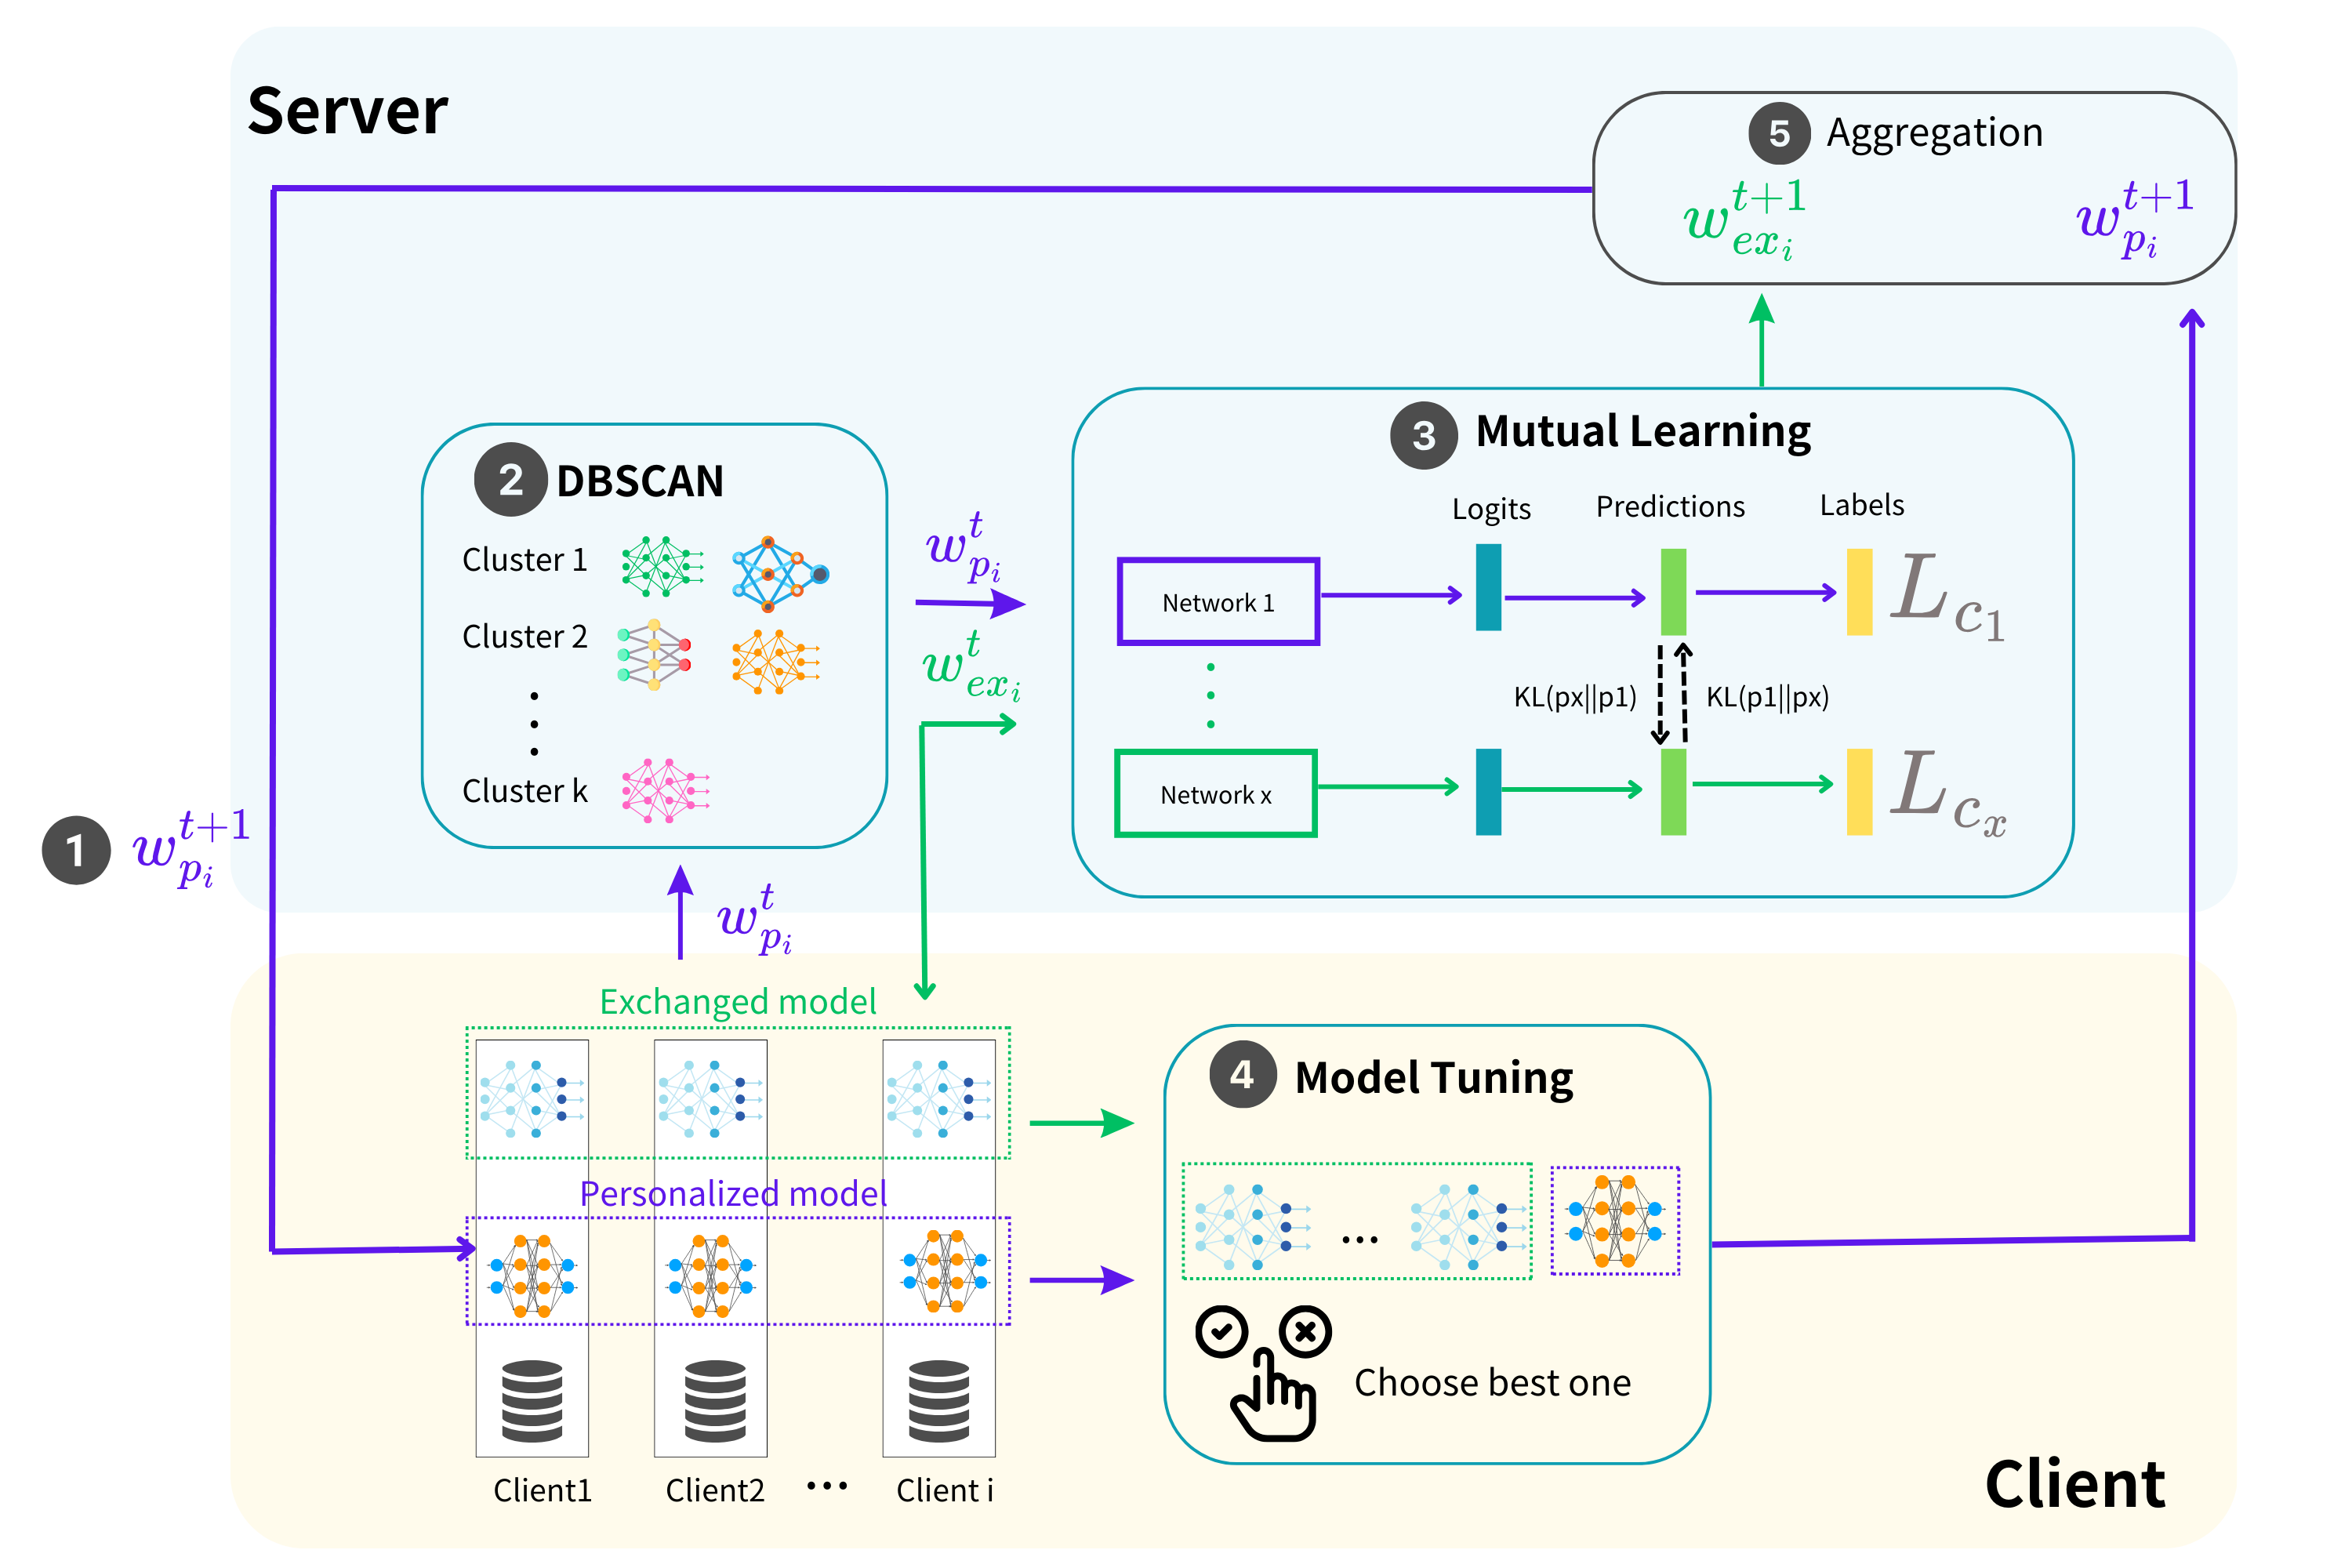 Server
5 Aggregation
w_{ex_i}^{t+1} w_{p_i}^{t+1}
2 DBSCAN
Cluster 1
Cluster 2
Cluster k
w_{p_i}^{t}
w_{ex_i}^{t}
3 Mutual Learning
Logits Predictions Labels
Network 1
L_{c_1}
KL(px||p1) KL(p1||px)
Network x
L_{c_x}
1 w_{p_i}^{t+1}
w_{p_i}^{t}
Exchanged model
Personalized model
Client1 Client2 ... Client i
4 Model Tuning
...
Choose best one
Client